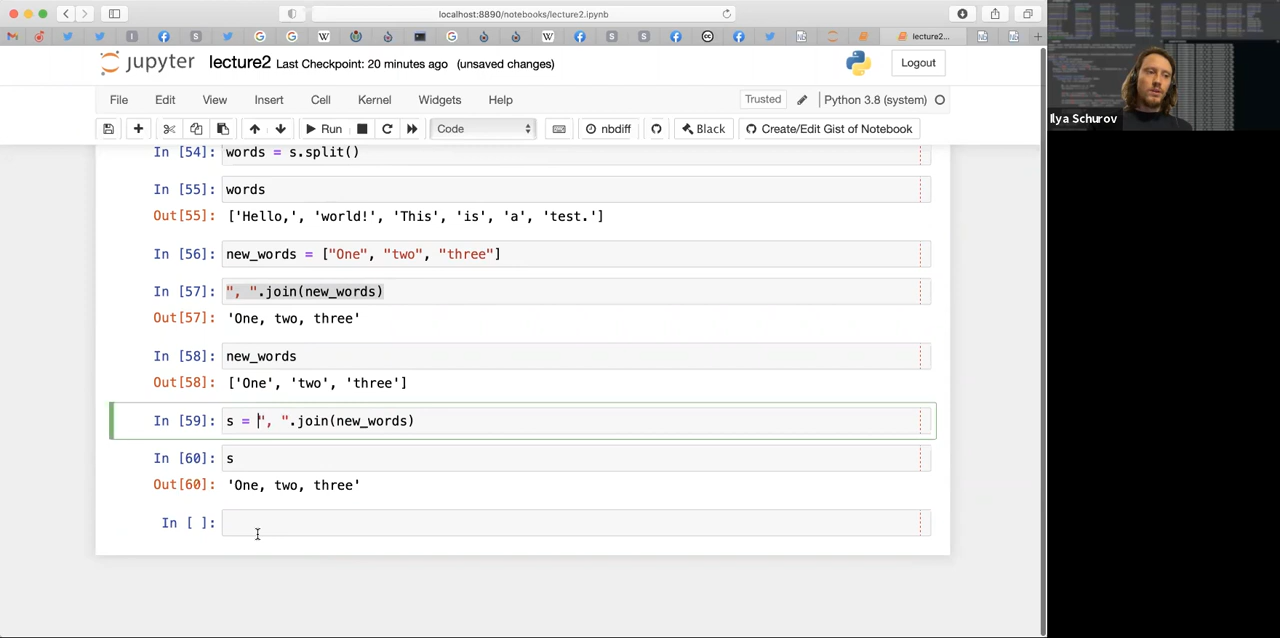 localhost:8890/notebooks/lecture2.ipynb
lecture2...
jupyter lecture2 Last Checkpoint: 20 minutes ago (unsaved changes)
Logout
File Edit View Insert Cell Kernel Widgets Help
Trusted Python 3.8 (system)
Run Code nbdiff Black Create/Edit Gist of Notebook
In [54]: words = s.split()
In [55]: words
Out[55]: ['Hello,', 'world!', 'This', 'is', 'a', 'test.']
In [56]: new_words = ["One", "two", "three"]
In [57]: ", ".join(new_words)
Out[57]: 'One, two, three'
In [58]: new_words
Out[58]: ['One', 'two', 'three']
In [59]: s = ", ".join(new_words)
In [60]: s
Out[60]: 'One, two, three'
In [ ]:
Ilya Schurov